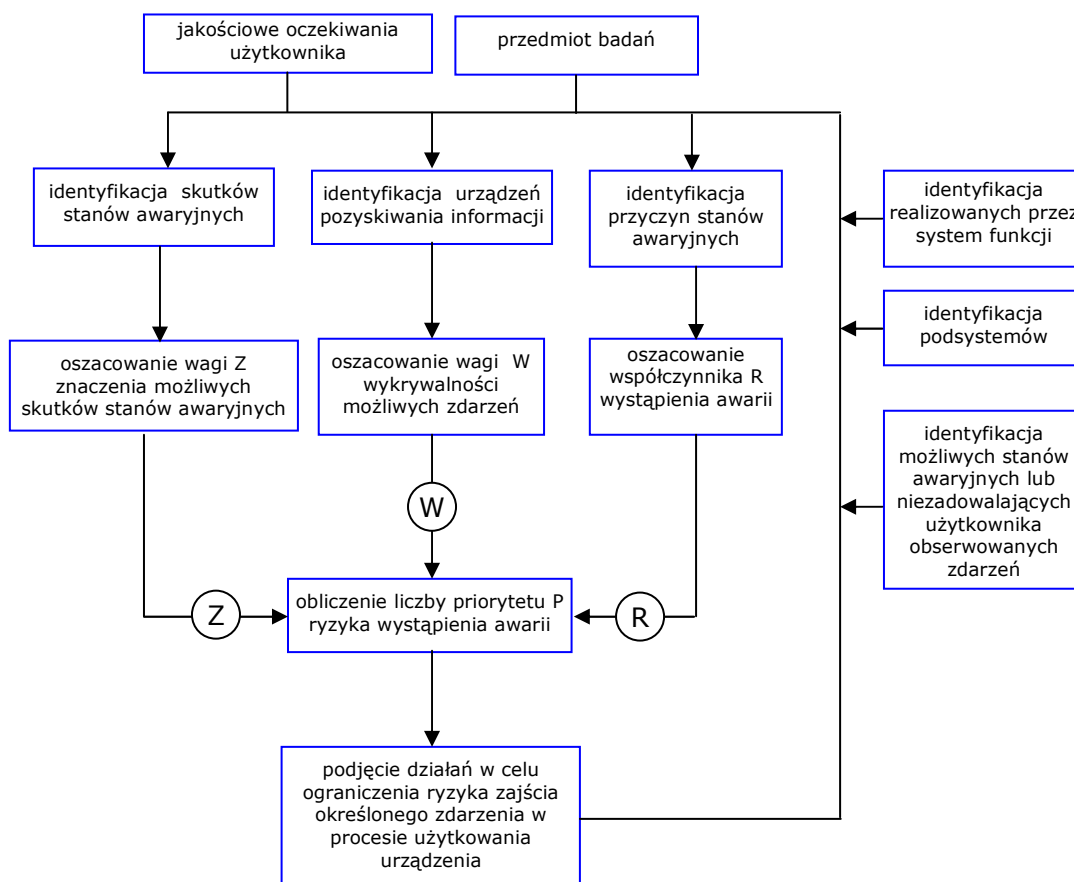 jakościowe oczekiwania
użytkownika
przedmiot badań
identyfikacja skutków
stanów awaryjnych
identyfikacja urządzeń
pozyskiwania informacji
identyfikacja
przyczyn stanów
awaryjnych
identyfikacja
realizowanych przez
system funkcji
identyfikacja
podsystemów
oszacowanie wagi Z
znaczenia możliwych
skutków stanów awaryjnych
oszacowanie wagi W
wykrywalności
możliwych zdarzeń
oszacowanie
współczynnika R
wystąpienia awarii
identyfikacja
możliwych stanów
awaryjnych lub
niezadowalających
użytkownika
obserwowanych
zdarzeń
W
Z
obliczenie liczby priorytetu P
ryzyka wystąpienia awarii
R
podjęcie działań w celu
ograniczenia ryzyka zajścia
określonego zdarzenia w
procesie użytkowania
urządzenia